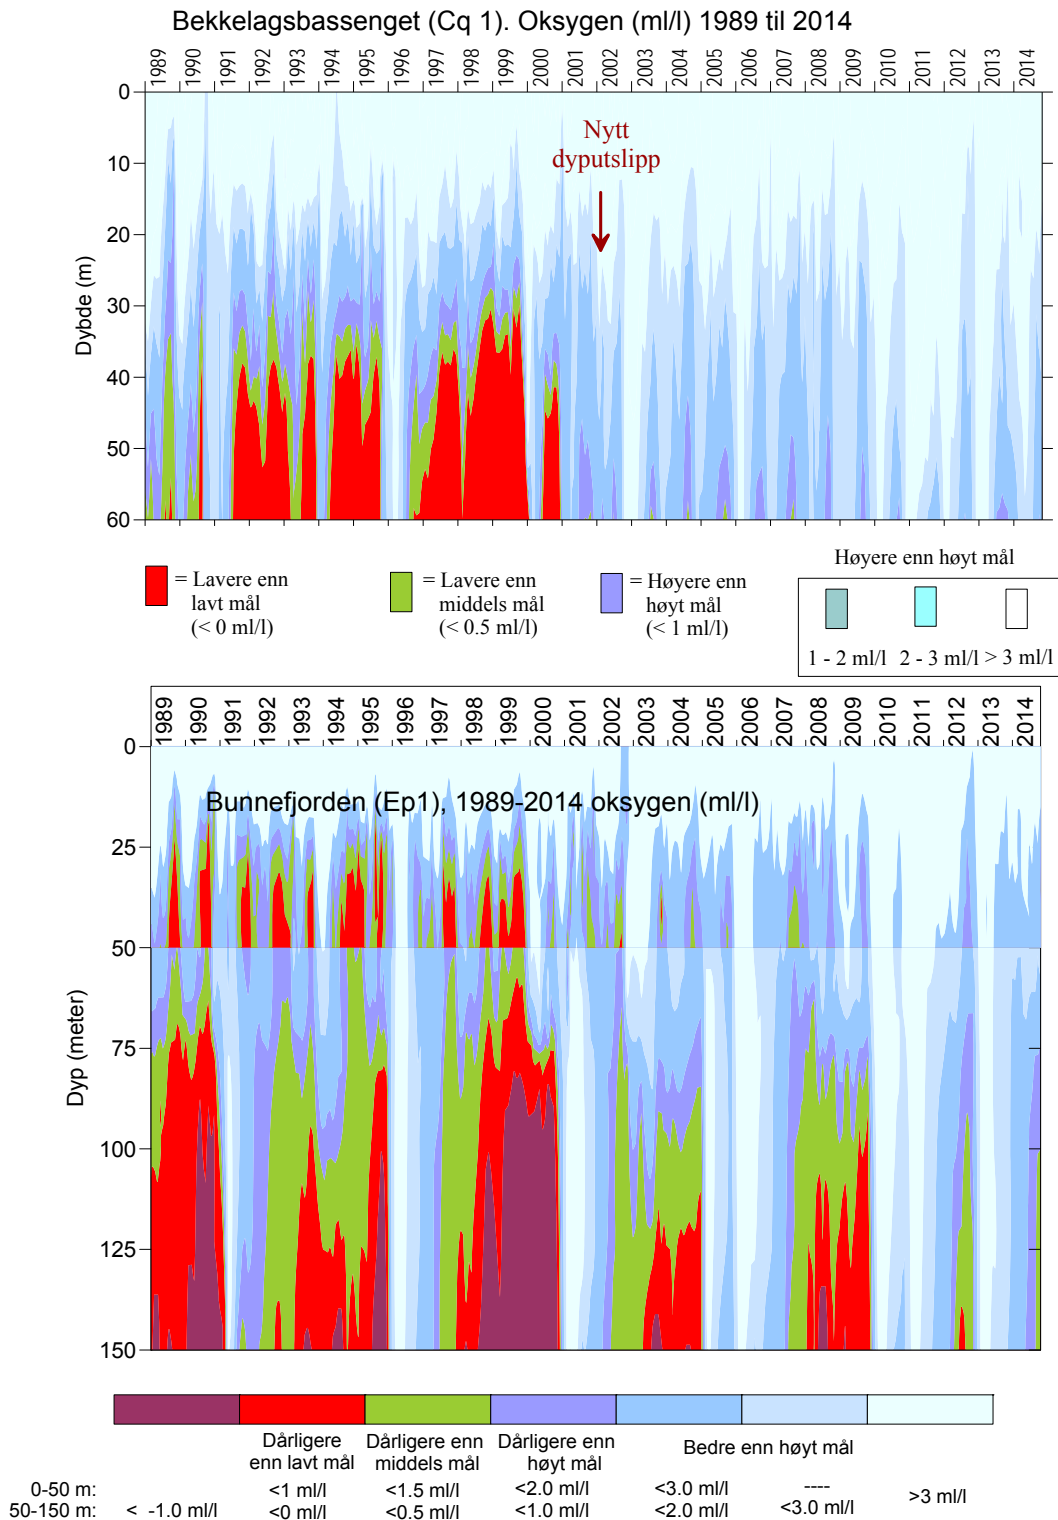 Bekkelagsbassenget (Cq 1). Oksygen (ml/l) 1989 til 2014
1989 1990 1991 1992 1993 1994 1995 1996 1997 1998 1999 2000 2001 2002 2003 2004 2005 2006 2007 2008 2009 2010 2011 2012 2013 2014
Dybde (m)
0
10
20
30
40
50
60
Nytt
dyputslipp
= Lavere enn
lavt mål
(< 0 ml/l)
= Lavere enn
middels mål
(< 0.5 ml/l)
= Høyere enn
høyt mål
(< 1 ml/l)
Høyere enn høyt mål
1 - 2 ml/l 2 - 3 ml/l > 3 ml/l
1989 1990 1991 1992 1993 1994 1995 1996 1997 1998 1999 2000 2001 2002 2003 2004 2005 2006 2007 2008 2009 2010 2011 2012 2013 2014
Bunnefjorden (Ep1), 1989-2014 oksygen (ml/l)
Dyp (meter)
0
25
50
75
100
125
150
Dårligere
enn lavt mål
Dårligere enn
middels mål
Dårligere enn
høyt mål
Bedre enn høyt mål
0-50 m: <1 ml/l <1.5 ml/l <2.0 ml/l <3.0 ml/l ---- >3 ml/l
50-150 m: < -1.0 ml/l <0 ml/l <0.5 ml/l <1.0 ml/l <2.0 ml/l <3.0 ml/l